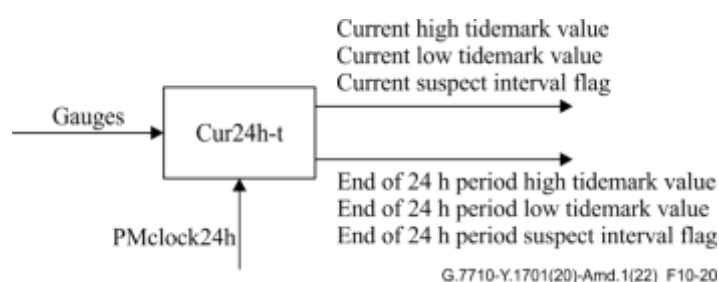 Current high tidemark value
Current low tidemark value
Current suspect interval flag
Gauges
Cur24h-t
End of 24 h period high tidemark value
End of 24 h period low tidemark value
End of 24 h period suspect interval flag
PMclock24h
G.7710-Y.1701(20)-Amd.1(22)_F10-20